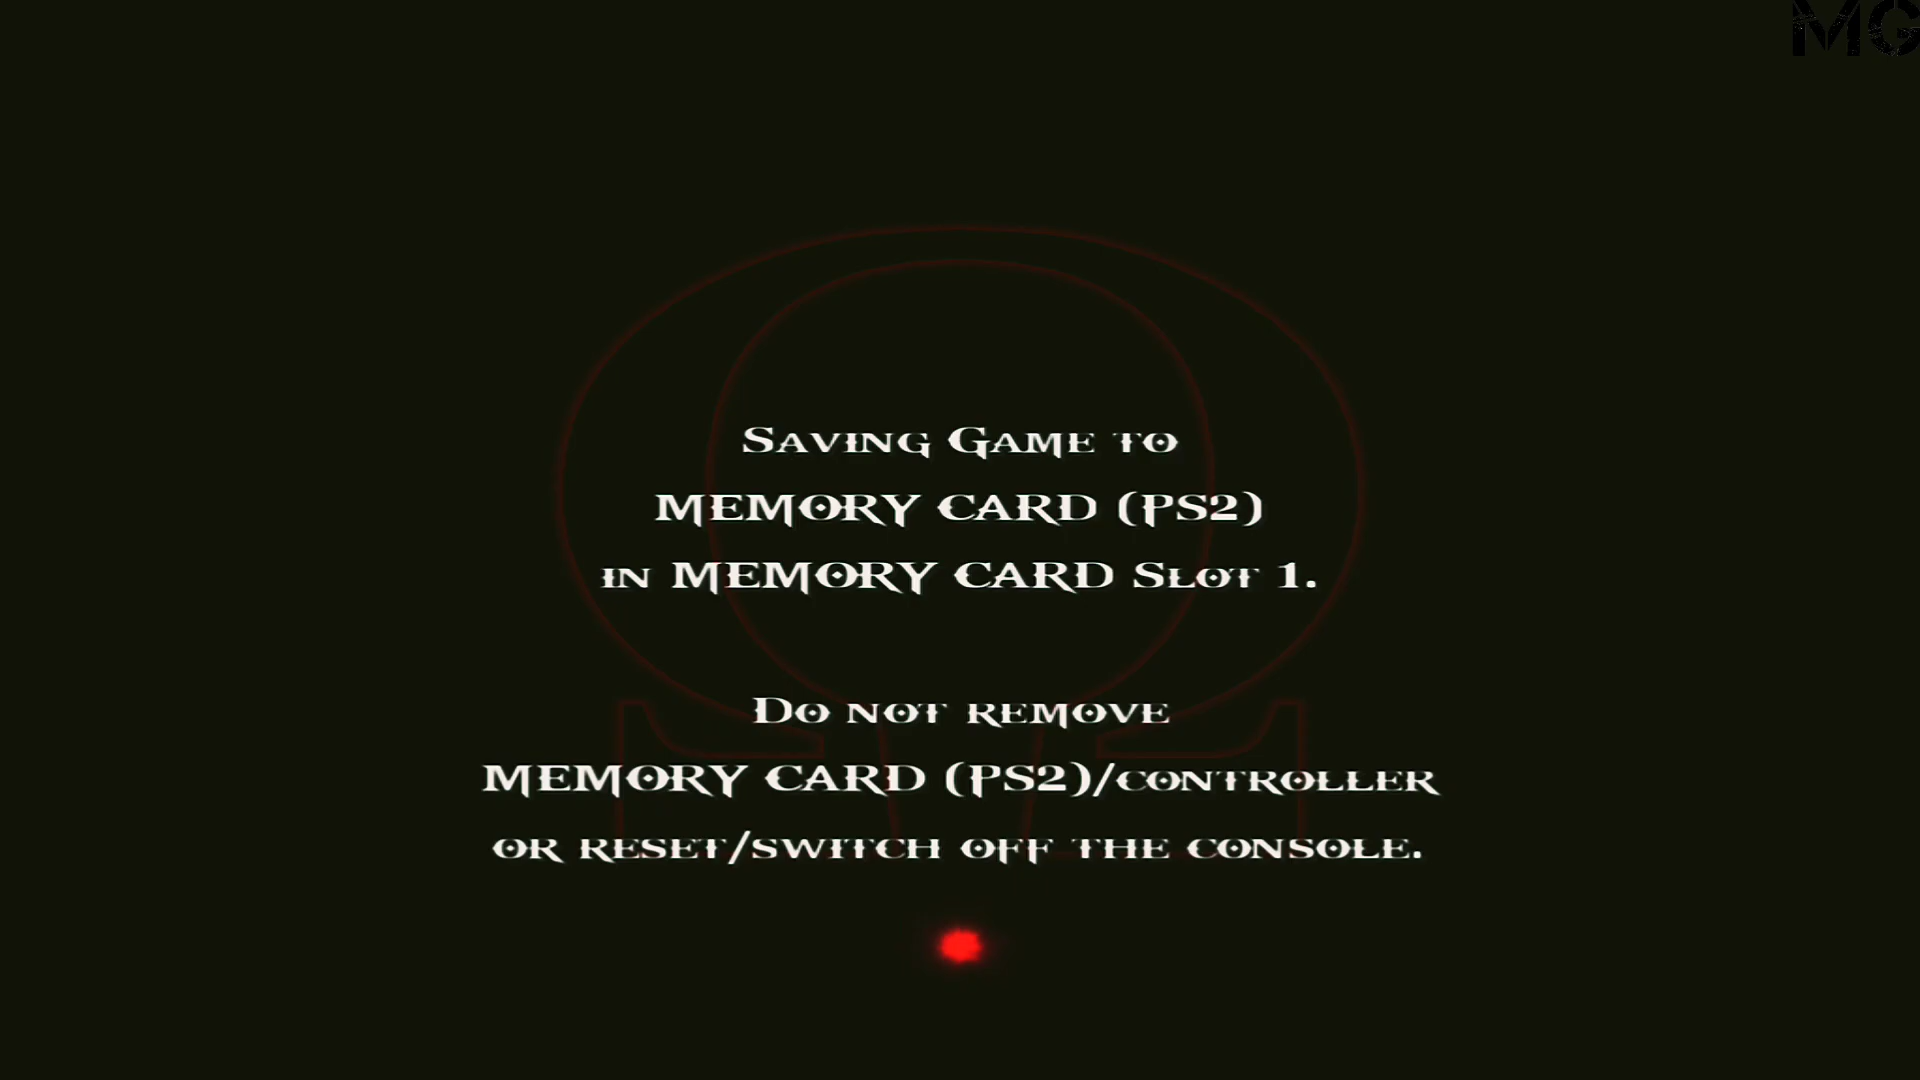 MG
Saving Game to
MEMORY CARD (PS2)
in MEMORY CARD Slot 1.
Do not remove
MEMORY CARD (PS2)/controller
or reset/switch off the console.